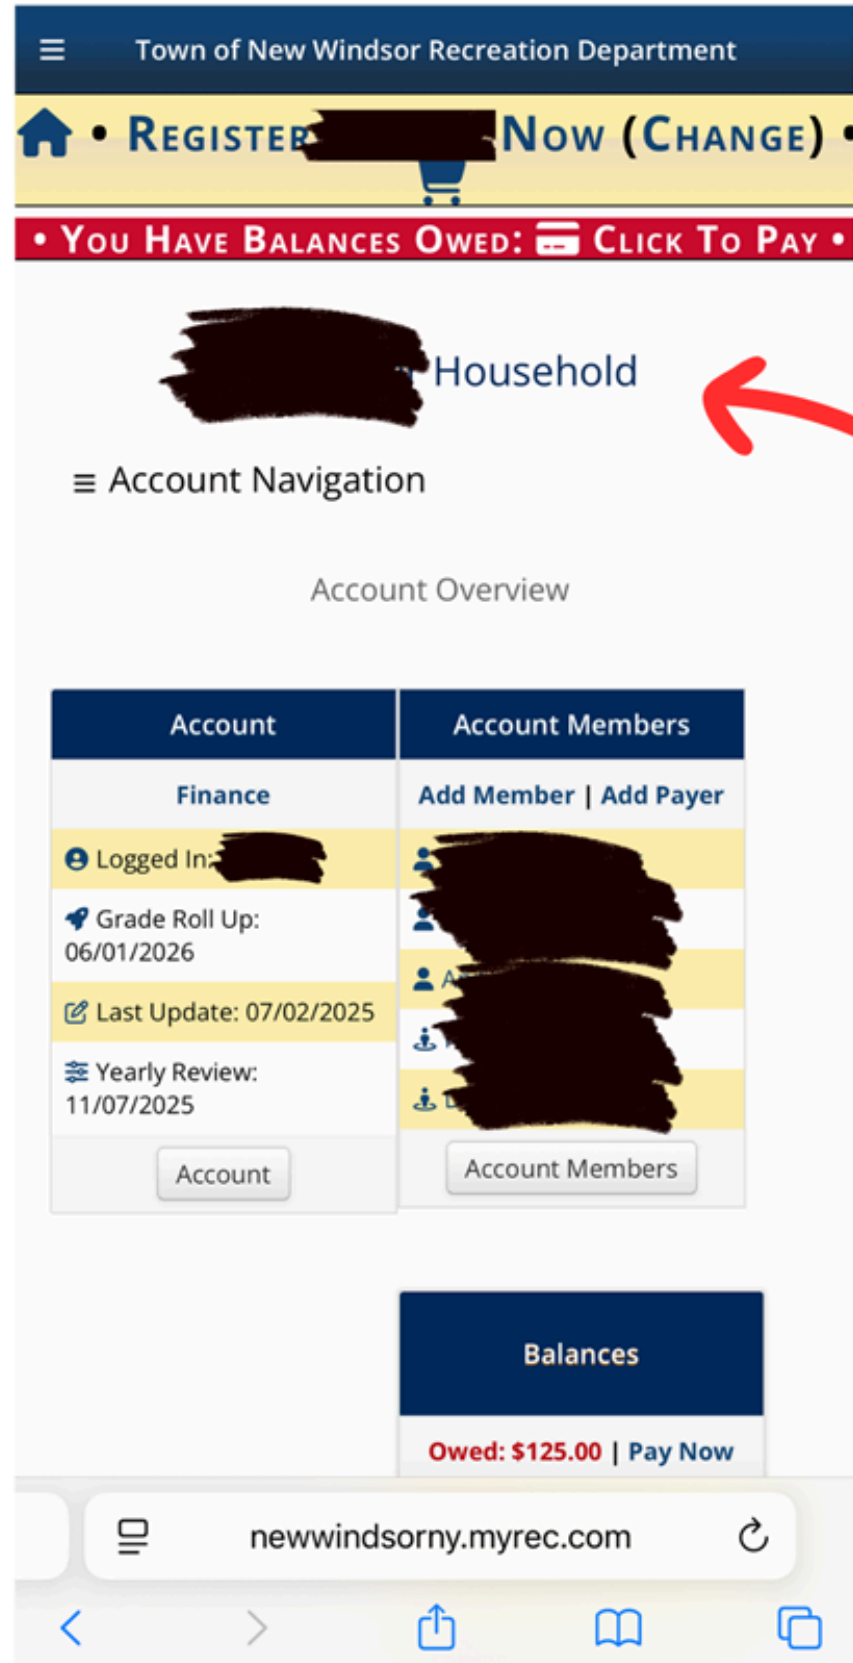 Town of New Windsor Recreation Department
• REGISTER NOW (CHANGE) •
• YOU HAVE BALANCES OWED: CLICK TO PAY •
Household
Account Navigation
Account Overview
Account
Finance
Logged In:
Grade Roll Up:
06/01/2026
Last Update: 07/02/2025
Yearly Review:
11/07/2025
Account
Account Members
Add Member | Add Payer
Account Members
Balances
Owed: $125.00 | Pay Now
newwindsorny.myrec.com